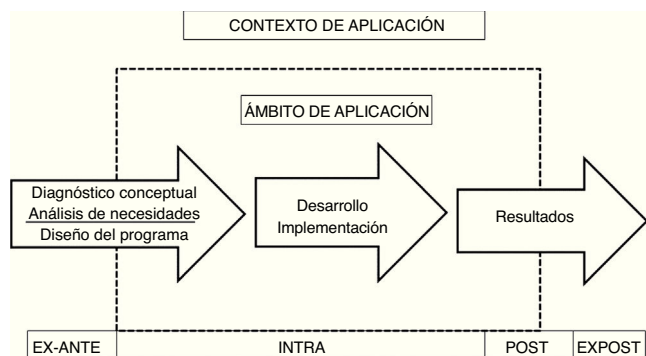 CONTEXTO DE APLICACIÓN
ÁMBITO DE APLICACIÓN
Diagnóstico conceptual
Análisis de necesidades
Diseño del programa
Desarrollo
Implementación
Resultados
EX-ANTE
INTRA
POST
EXPOST